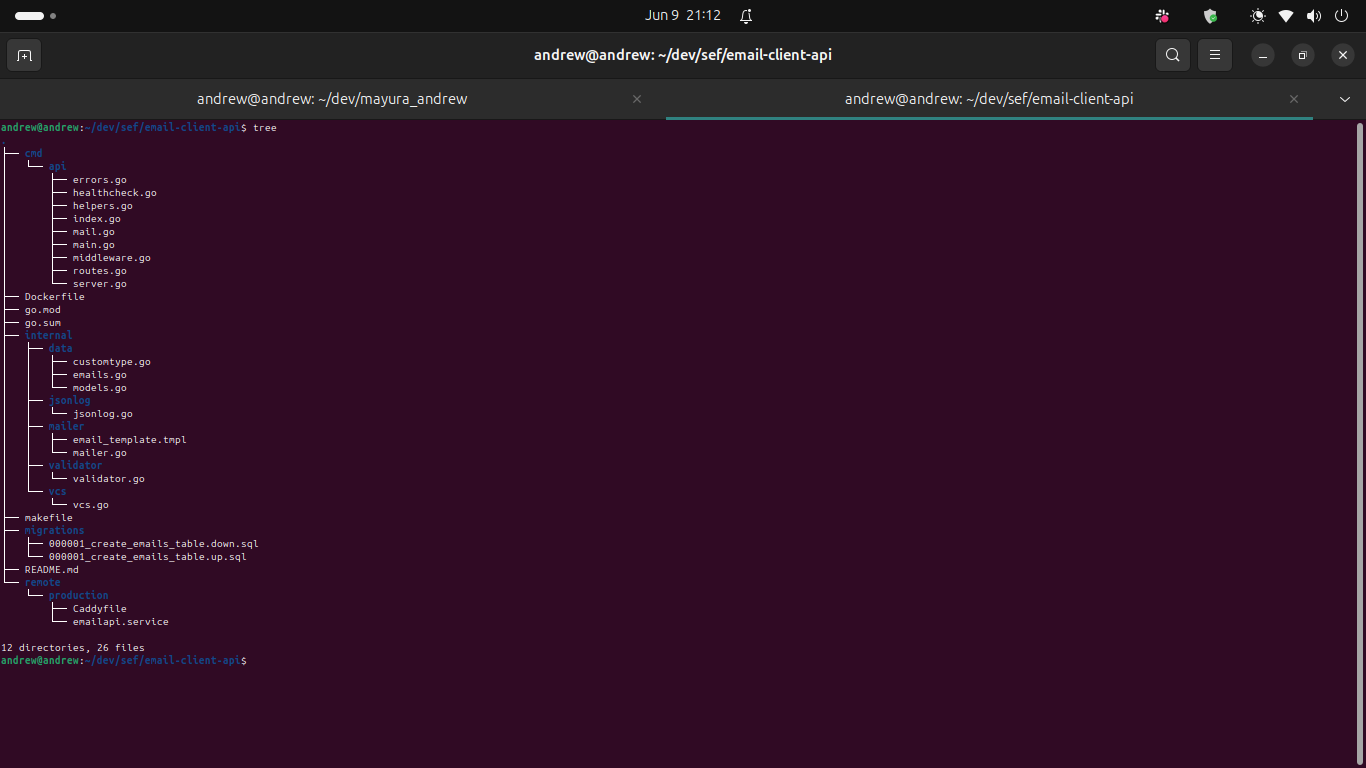 Jun 9 21:12
andrew@andrew: ~/dev/sef/email-client-api
andrew@andrew: ~/dev/mayura_andrew
andrew@andrew: ~/dev/sef/email-client-api
andrew@andrew:~/dev/sef/email-client-api$ tree
.
├── cmd
│   └── api
│       ├── errors.go
│       ├── healthcheck.go
│       ├── helpers.go
│       ├── index.go
│       ├── mail.go
│       ├── main.go
│       ├── middleware.go
│       ├── routes.go
│       └── server.go
├── Dockerfile
├── go.mod
├── go.sum
├── internal
│   ├── data
│   │   ├── customtype.go
│   │   ├── emails.go
│   │   └── models.go
│   ├── jsonlog
│   │   └── jsonlog.go
│   ├── mailer
│   │   ├── email_template.tmpl
│   │   └── mailer.go
│   ├── validator
│   │   └── validator.go
│   └── vcs
│       └── vcs.go
├── makefile
├── migrations
│   ├── 000001_create_emails_table.down.sql
│   └── 000001_create_emails_table.up.sql
├── README.md
└── remote
    └── production
        ├── Caddyfile
        └── emailapi.service

12 directories, 26 files
andrew@andrew:~/dev/sef/email-client-api$